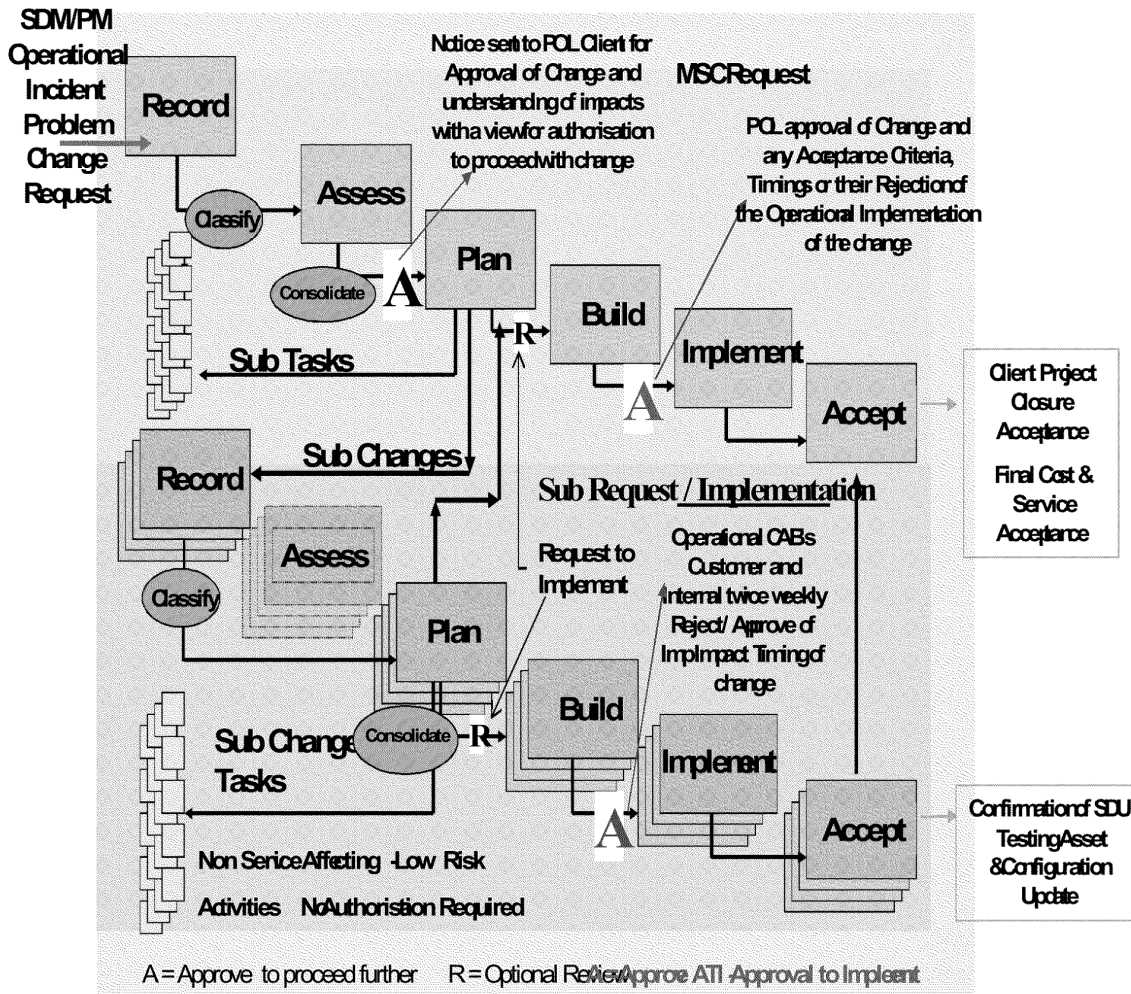 SDM/PM
Operational
Incident
Problem
Change
Request
Record
Classify
Assess
Consolidate
Notice sent to POL Client for
Approval of Change and
understanding of impacts
with a view for authorisation
to proceed with change
MSC Request
POL approval of Change and
any Acceptance Criteria,
Timings or their Rejection of
the Operational Implementation
of the change
A
Plan
R
Build
A
Implement
Accept
Sub Tasks
Client Project
Closure
Acceptance
Final Cost &
Service
Acceptance
Sub Changes
Record
Classify
Assess
Sub Request / Implementation
Request to
Implement
Operational CABs
Customer and
Internal twice weekly
Reject / Approve of
Imp Impact Timing of
change
Plan
Consolidate
R
Build
A
Implement
Accept
Sub Change
Tasks
Confirmation of SDU
Testing Asset
& Configuration
Update
Non Serice Affecting - Low Risk
Activities No Authoristion Required
A = Approve to proceed further R = Optional Review A = Approve ATI - Approval to Implement